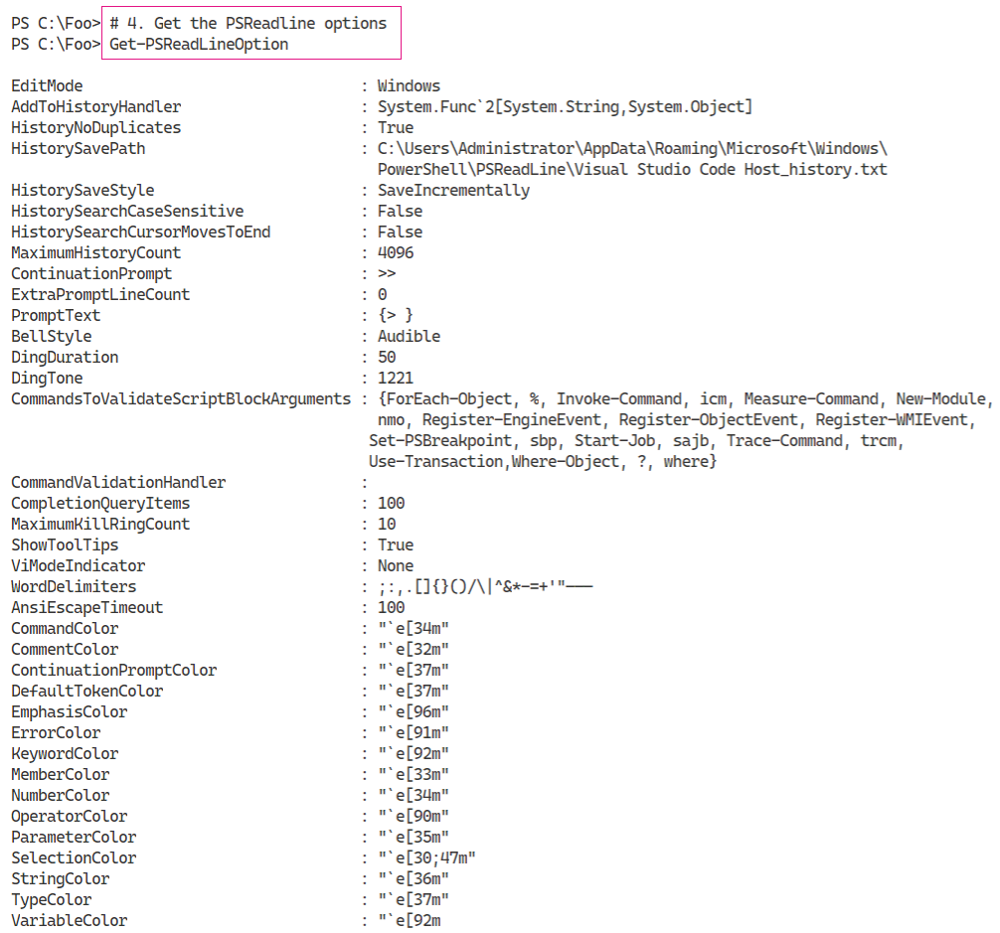 PS C:\Foo> # 4. Get the PSReadline options
PS C:\Foo> Get-PSReadLineOption
EditMode : Windows
AddToHistoryHandler : System.Func`2[System.String,System.Object]
HistoryNoDuplicates : True
HistorySavePath : C:\Users\Administrator\AppData\Roaming\Microsoft\Windows\
PowerShell\PSReadLine\Visual Studio Code Host_history.txt
HistorySaveStyle : SaveIncrementally
HistorySearchCaseSensitive : False
HistorySearchCursorMovesToEnd : False
MaximumHistoryCount : 4096
ContinuationPrompt : >>
ExtraPromptLineCount : 0
PromptText : {> }
BellStyle : Audible
DingDuration : 50
DingTone : 1221
CommandsToValidateScriptBlockArguments : {ForEach-Object, %, Invoke-Command, icm, Measure-Command, New-Module,
nmo, Register-EngineEvent, Register-ObjectEvent, Register-WMIEvent,
Set-PSBreakpoint, sbp, Start-Job, sajb, Trace-Command, trcm,
Use-Transaction,Where-Object, ?, where}
CommandValidationHandler :
CompletionQueryItems : 100
MaximumKillRingCount : 10
ShowToolTips : True
ViModeIndicator : None
WordDelimiters : ;:,.[]{}()/\|^&*-=+'"–—―
AnsiEscapeTimeout : 100
CommandColor : "`e[34m"
CommentColor : "`e[32m"
ContinuationPromptColor : "`e[37m"
DefaultTokenColor : "`e[37m"
EmphasisColor : "`e[96m"
ErrorColor : "`e[91m"
KeywordColor : "`e[92m"
MemberColor : "`e[33m"
NumberColor : "`e[34m"
OperatorColor : "`e[90m"
ParameterColor : "`e[35m"
SelectionColor : "`e[30;47m"
StringColor : "`e[36m"
TypeColor : "`e[37m"
VariableColor : "`e[92m